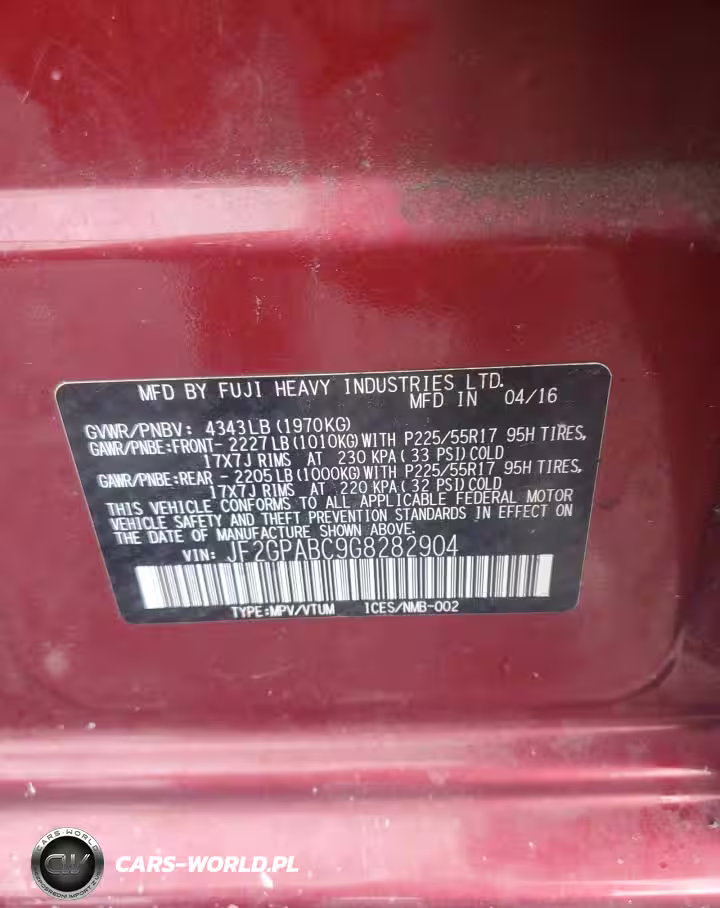 MFD BY FUJI HEAVY INDUSTRIES LTD.
MFD IN 04/16
GVWR/PNBV: 4343LB (1970KG)
GAWR/PNBE:FRONT- 2227LB (1010KG) WITH P225/55R17 95H TIRES,
17X7J RIMS AT 230 KPA ( 33 PSI) COLD
GAWR/PNBE:REAR - 2205LB (1000KG) WITH P225/55R17 95H TIRES,
17X7J RIMS AT 220 KPA ( 32 PSI) COLD
THIS VEHICLE CONFORMS TO ALL APPLICABLE FEDERAL MOTOR
VEHICLE SAFETY AND THEFT PREVENTION STANDARDS IN EFFECT ON
THE DATE OF MANUFACTURE SHOWN ABOVE.
VIN: JF2GPABC9G8282904
TYPE:MPV/VTUM ICES/NMB-002
CARS-WORLD
CW
CARS-WORLD.PL